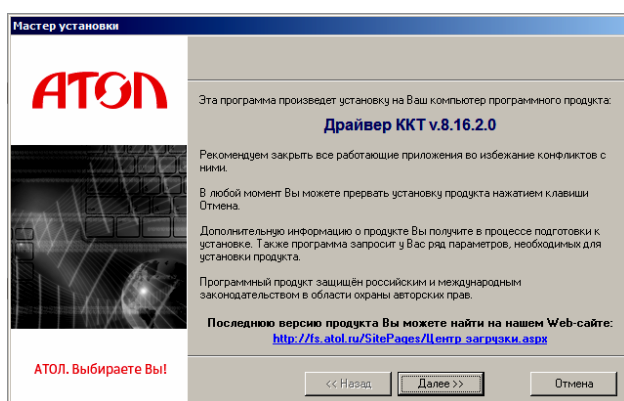 Мастер установки
АТОЛ
Эта программа произведет установку на Ваш компьютер программного продукта:
Драйвер ККТ v.8.16.2.0
Рекомендуем закрыть все работающие приложения во избежание конфликтов с
ними.
В любой момент Вы можете прервать установку продукта нажатием клавиши
Отмена.
Дополнительную информацию о продукте Вы получите в процессе подготовки к
установке. Также программа запросит у Вас ряд параметров, необходимых для
установки продукта.
Программный продукт защищён российским и международным
законодательством в области охраны авторских прав.
Последнюю версию продукта Вы можете найти на нашем Web-сайте:
http://fs.atol.ru/SitePages/Центр загрузки.aspx
АТОЛ. Выбираете Вы!
<< Назад
Далее >>
Отмена